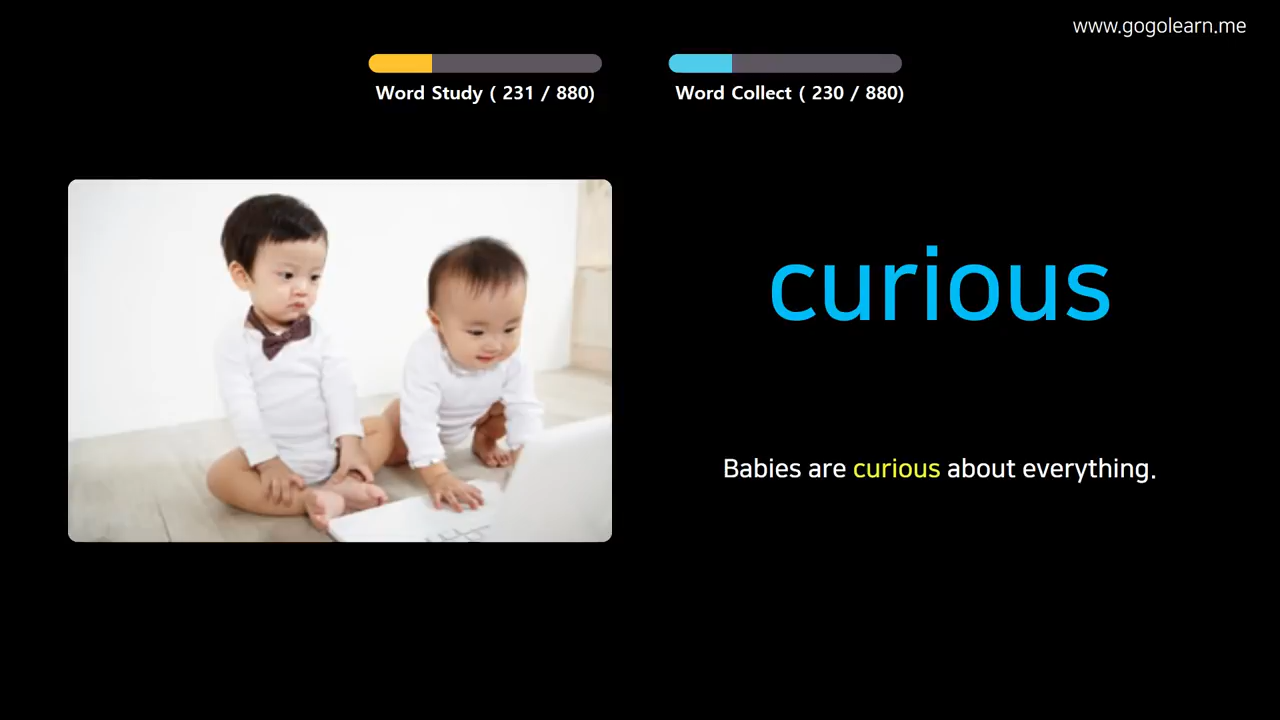 www.gogolearn.me
Word Study ( 231 / 880)
Word Collect ( 230 / 880)
curious
Babies are curious about everything.